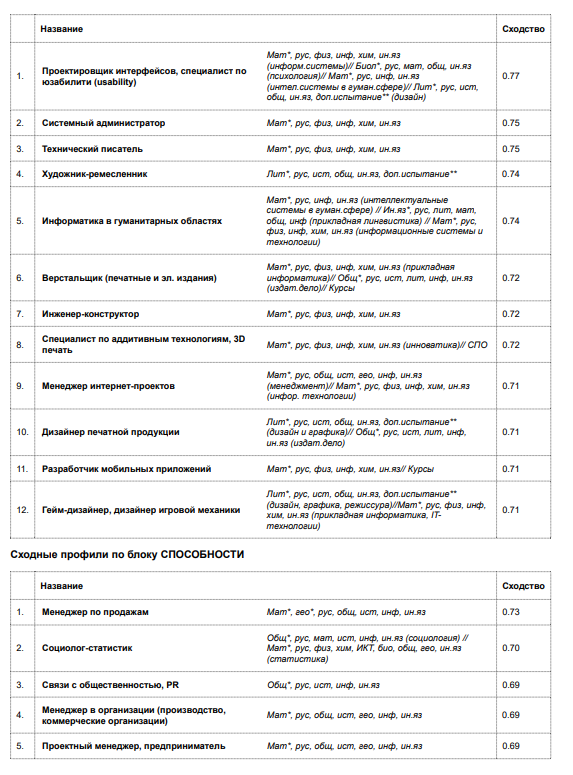 Название Сходство
1. Проектировщик интерфейсов, специалист по юзабилити (usability) Мат*, рус, физ, инф, хим, ин.яз
(информ.системы)// Биол*, рус, мат, общ, ин.яз
(психология)// Мат*, рус, инф, ин.яз
(интел.системы в гуман.сфере)// Лит*, рус, ист,
общ, ин.яз, доп.испытание** (дизайн) 0.77
2. Системный администратор Мат*, рус, физ, инф, хим, ин.яз 0.75
3. Технический писатель Мат*, рус, физ, инф, хим, ин.яз 0.75
4. Художник-ремесленник Лит*, рус, ист, общ, ин.яз, доп.испытание** 0.74
5. Информатика в гуманитарных областях Мат*, рус, инф, ин.яз (интеллектуальные
системы в гуман.сфере) // Ин.яз*, рус, лит, мат,
общ, инф (прикладная лингвистика) // Мат*, рус,
физ, инф, хим, ин.яз (информационные системы и
технологии) 0.74
6. Верстальщик (печатные и эл. издания) Мат*, рус, физ, инф, хим, ин.яз (прикладная
информатика)// Общ*, рус, ист, лит, инф, ин.яз
(издат.дело)// Курсы 0.72
7. Инженер-конструктор Мат*, рус, физ, инф, хим, ин.яз 0.72
8. Специалист по аддитивным технологиям, 3D
печать Мат*, рус, физ, инф, хим, ин.яз (инноватика)// СПО 0.72
9. Менеджер интернет-проектов Мат*, рус, общ, ист, гео, инф, ин.яз
(менеджмент)// Мат*, рус, физ, инф, хим, ин.яз
(инфор. технологии) 0.71
10. Дизайнер печатной продукции Лит*, рус, ист, общ, ин.яз, доп.испытание**
(дизайн и графика)// Общ*, рус, ист, лит, инф,
ин.яз (издат.дело) 0.71
11. Разработчик мобильных приложений Мат*, рус, физ, инф, хим, ин.яз// Курсы 0.71
12. Гейм-дизайнер, дизайнер игровой механики Лит*, рус, ист, общ, ин.яз, доп.испытание**
(дизайн, графика, режиссура)//Мат*, рус, физ, инф,
хим, ин.яз (прикладная информатика, IT-
технологии) 0.71
Сходные профили по блоку СПОСОБНОСТИ
Название Сходство
1. Менеджер по продажам Мат*, гео*, рус, общ, ист, инф, ин.яз 0.73
2. Социолог-статистик Общ*, рус, мат, ист, инф, ин.яз (социология) //
Мат*, рус, физ, хим, ИКТ, био, общ, гео, ин.яз
(статистика) 0.70
3. Связи с общественностью, PR Общ*, рус, ист, инф, ин.яз 0.69
4. Менеджер в организации (производство,
коммерческие организации) Мат*, рус, общ, ист, гео, инф, ин.яз 0.69
5. Проектный менеджер, предприниматель Мат*, рус, общ, ист, гео, инф, ин.яз 0.69